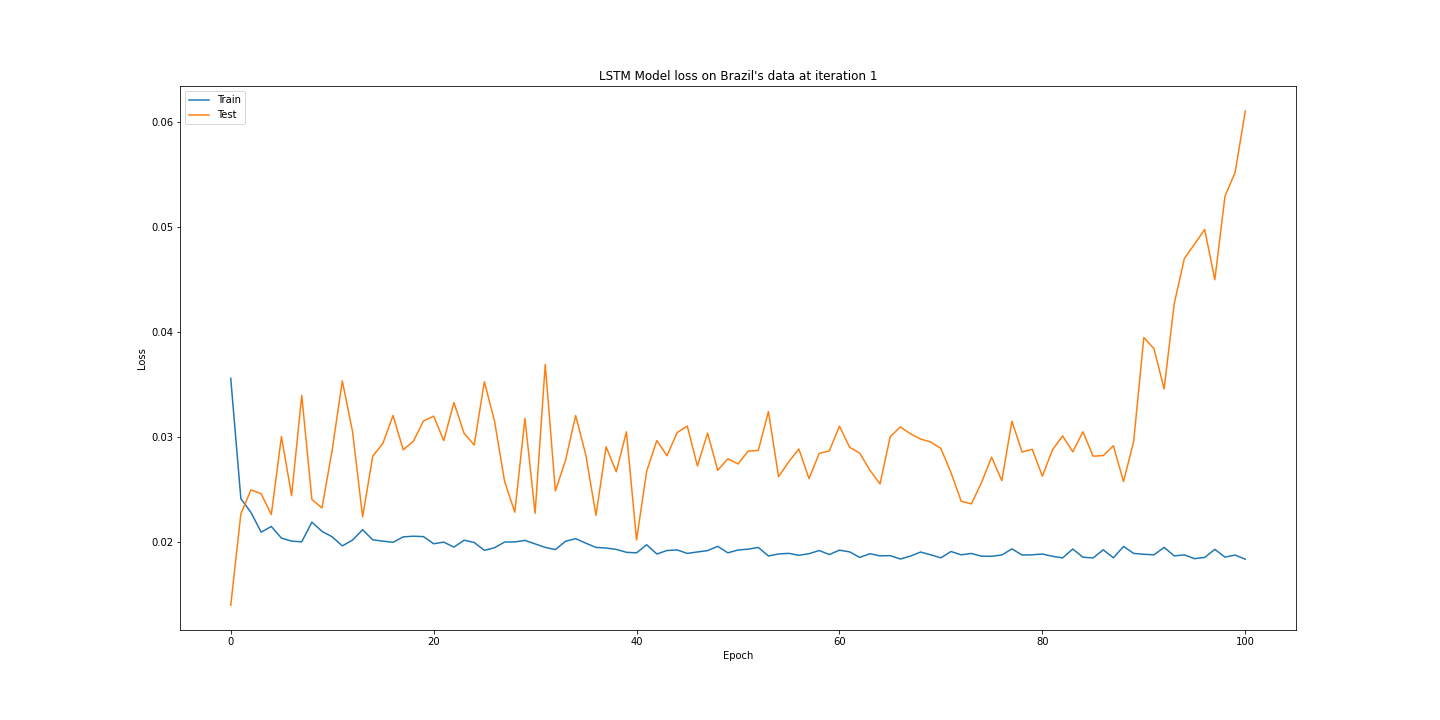 LSTM Model loss on Brazil's data at iteration 1
Train
Test
0.06
0.05
0.04
0.03
0.02
Loss
0 20 40 60 80 100
Epoch